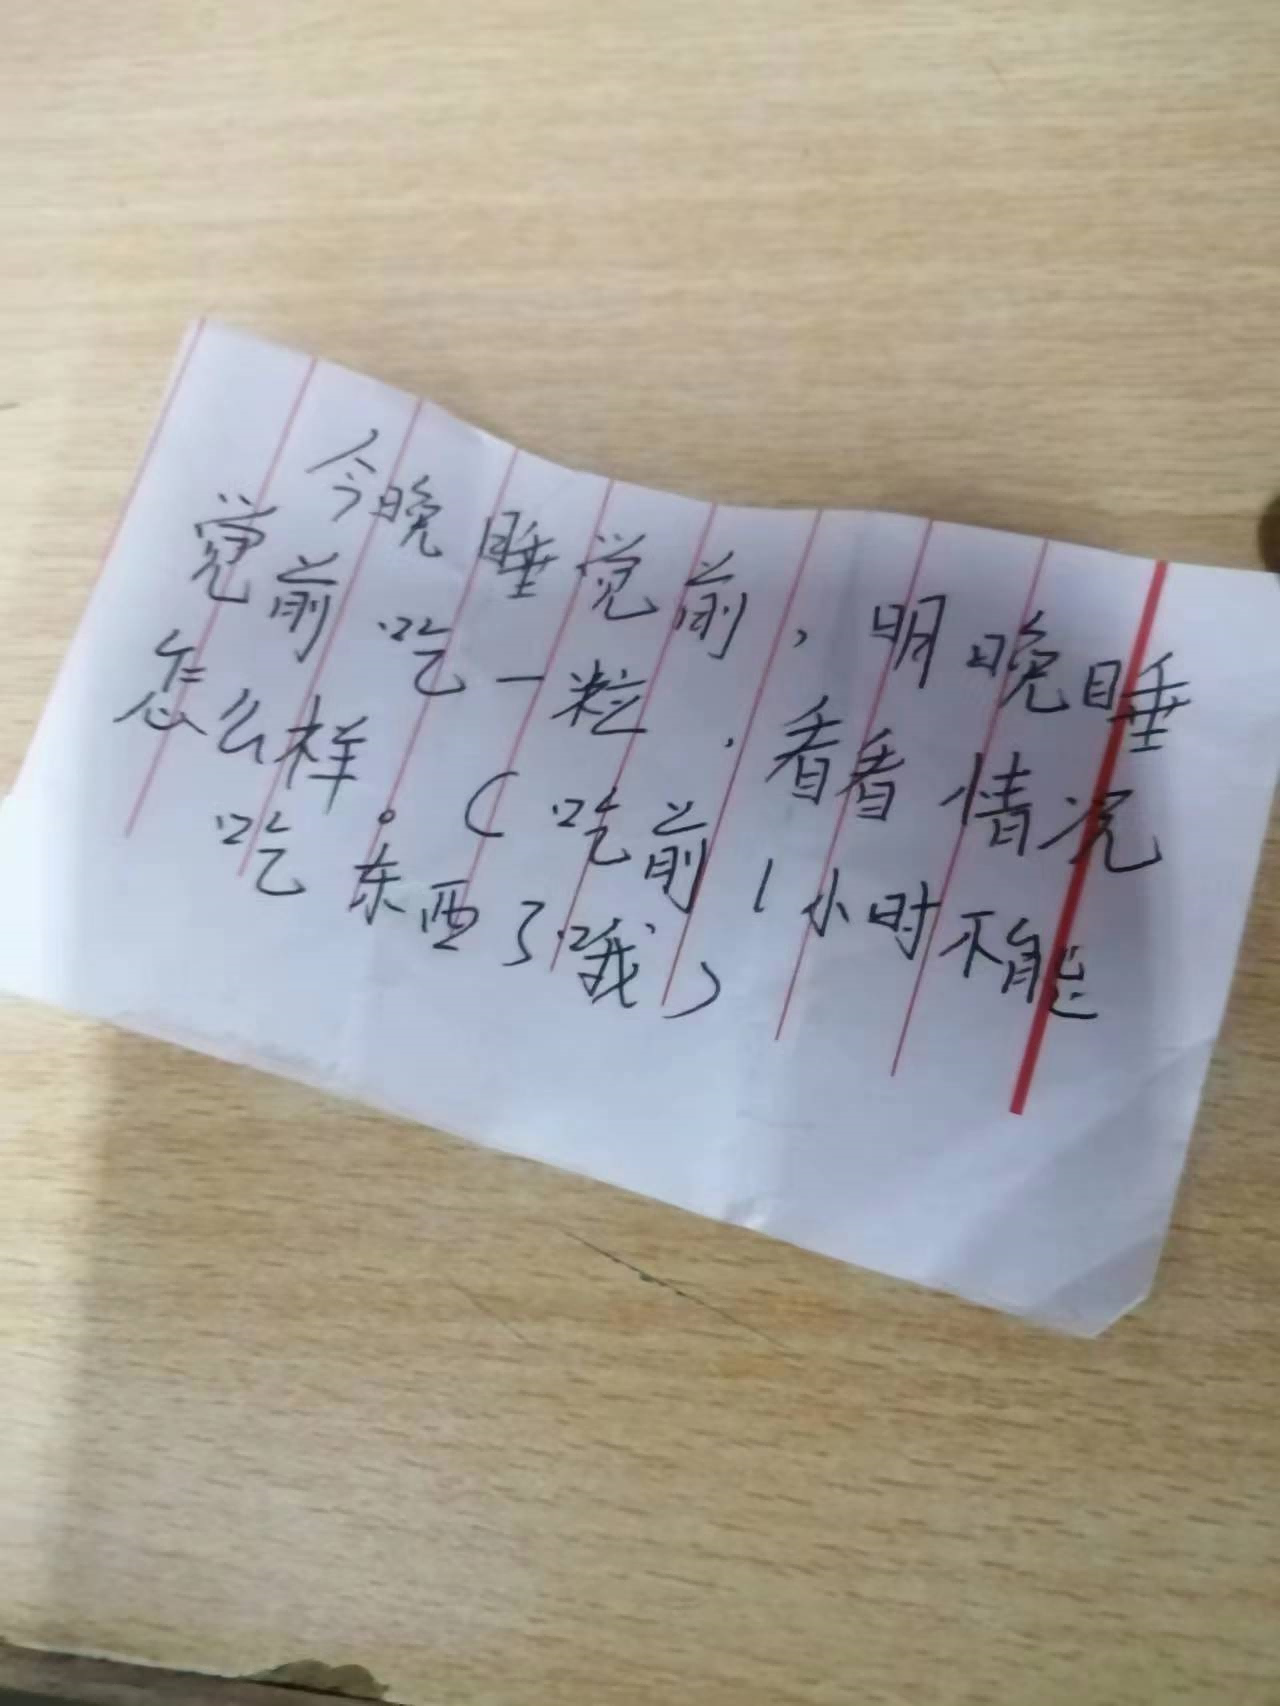 今晚睡觉前，明晚睡
觉前吃一粒，看看情况
怎么样。（吃前1小时不能
吃东西了哦）